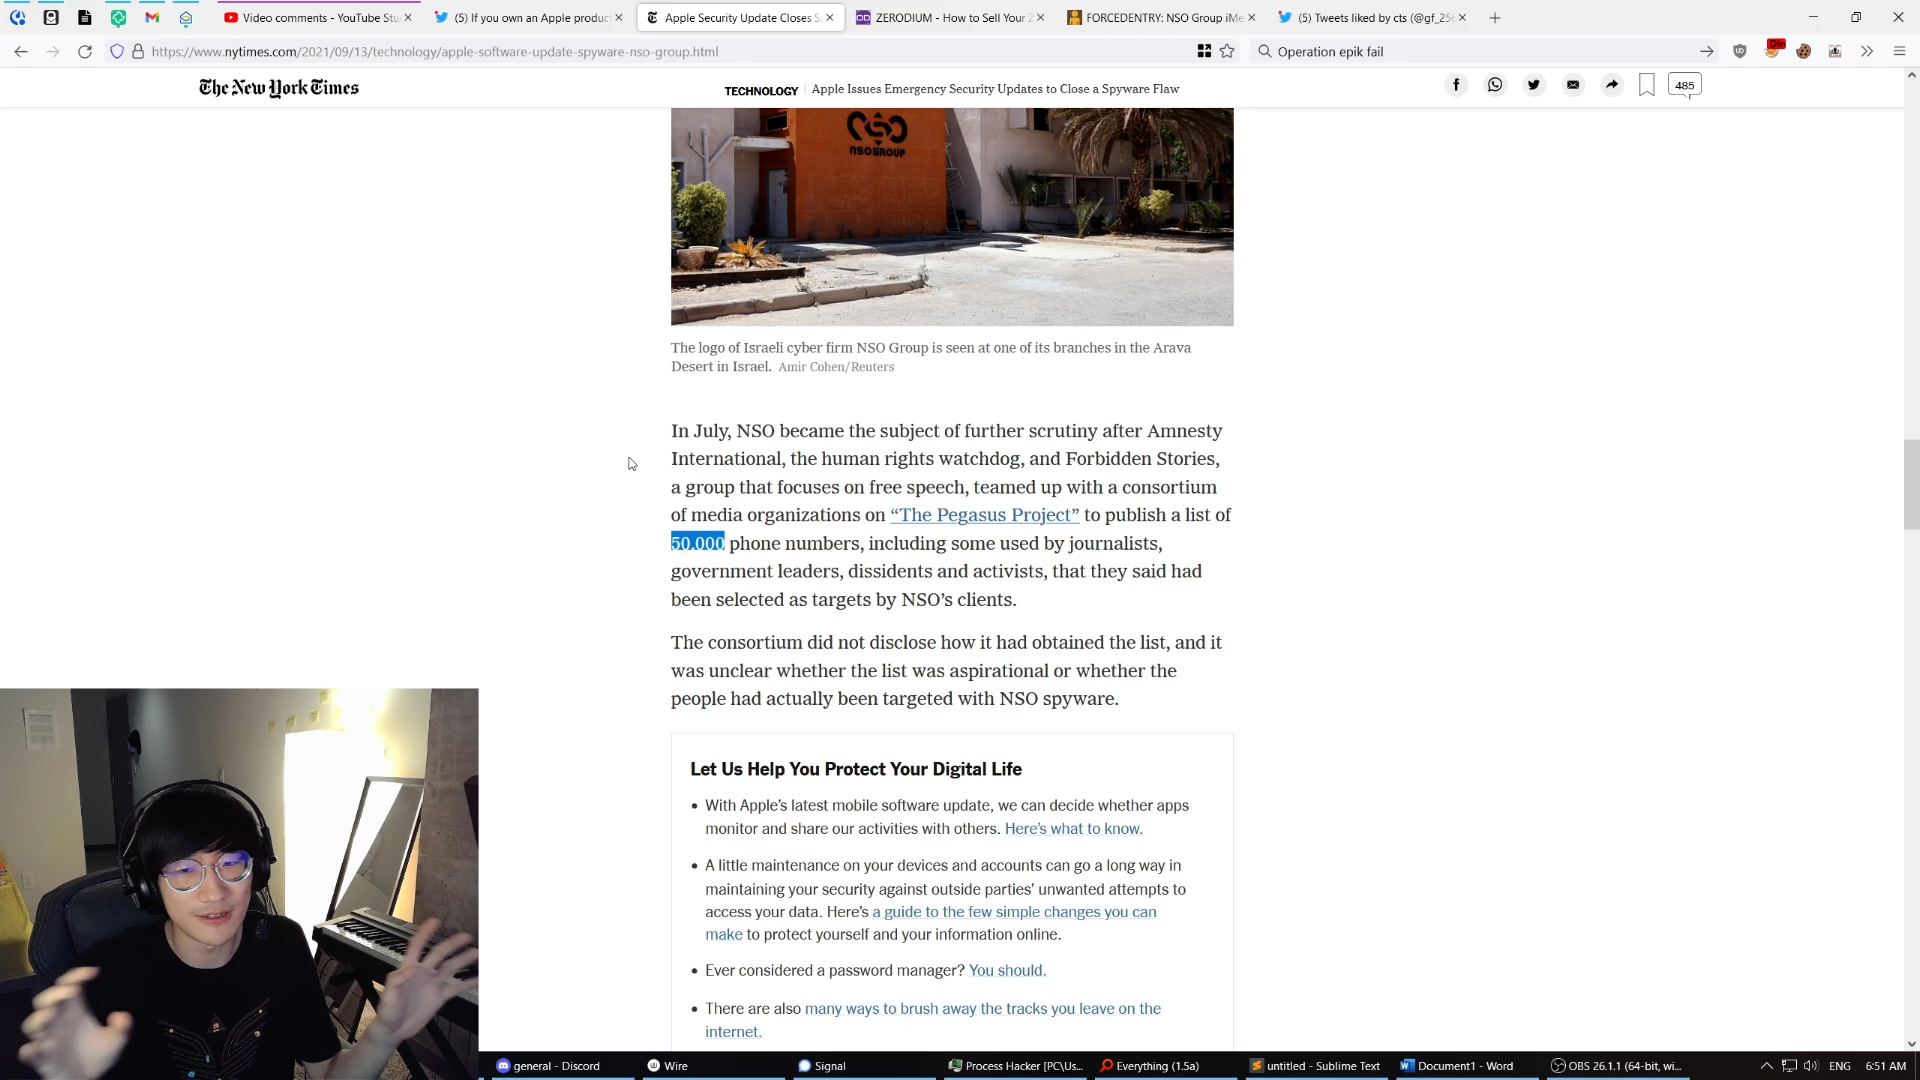 Video comments - YouTube Stu
(5) If you own an Apple product
Apple Security Update Closes S
ZERODIUM - How to Sell Your Z
FORCEDENTRY: NSO Group iMe
(5) Tweets liked by cts (@gf_256
https://www.nytimes.com/2021/09/13/technology/apple-software-update-spyware-nso-group.html
Operation epik fail
The New York Times
TECHNOLOGY
Apple Issues Emergency Security Updates to Close a Spyware Flaw
485
NSO GROUP
The logo of Israeli cyber firm NSO Group is seen at one of its branches in the Arava
Desert in Israel. Amir Cohen/Reuters
In July, NSO became the subject of further scrutiny after Amnesty
International, the human rights watchdog, and Forbidden Stories,
a group that focuses on free speech, teamed up with a consortium
of media organizations on “The Pegasus Project” to publish a list of
50,000 phone numbers, including some used by journalists,
government leaders, dissidents and activists, that they said had
been selected as targets by NSO’s clients.
The consortium did not disclose how it had obtained the list, and it
was unclear whether the list was aspirational or whether the
people had actually been targeted with NSO spyware.
Let Us Help You Protect Your Digital Life
• With Apple’s latest mobile software update, we can decide whether apps
monitor and share our activities with others. Here’s what to know.
• A little maintenance on your devices and accounts can go a long way in
maintaining your security against outside parties’ unwanted attempts to
access your data. Here’s a guide to the few simple changes you can
make to protect yourself and your information online.
• Ever considered a password manager? You should.
• There are also many ways to brush away the tracks you leave on the
internet.
general - Discord
Wire
Signal
Process Hacker [PC\Us...
Everything (1.5a)
untitled - Sublime Text
Document1 - Word
OBS 26.1.1 (64-bit, wi...
ENG
6:51 AM